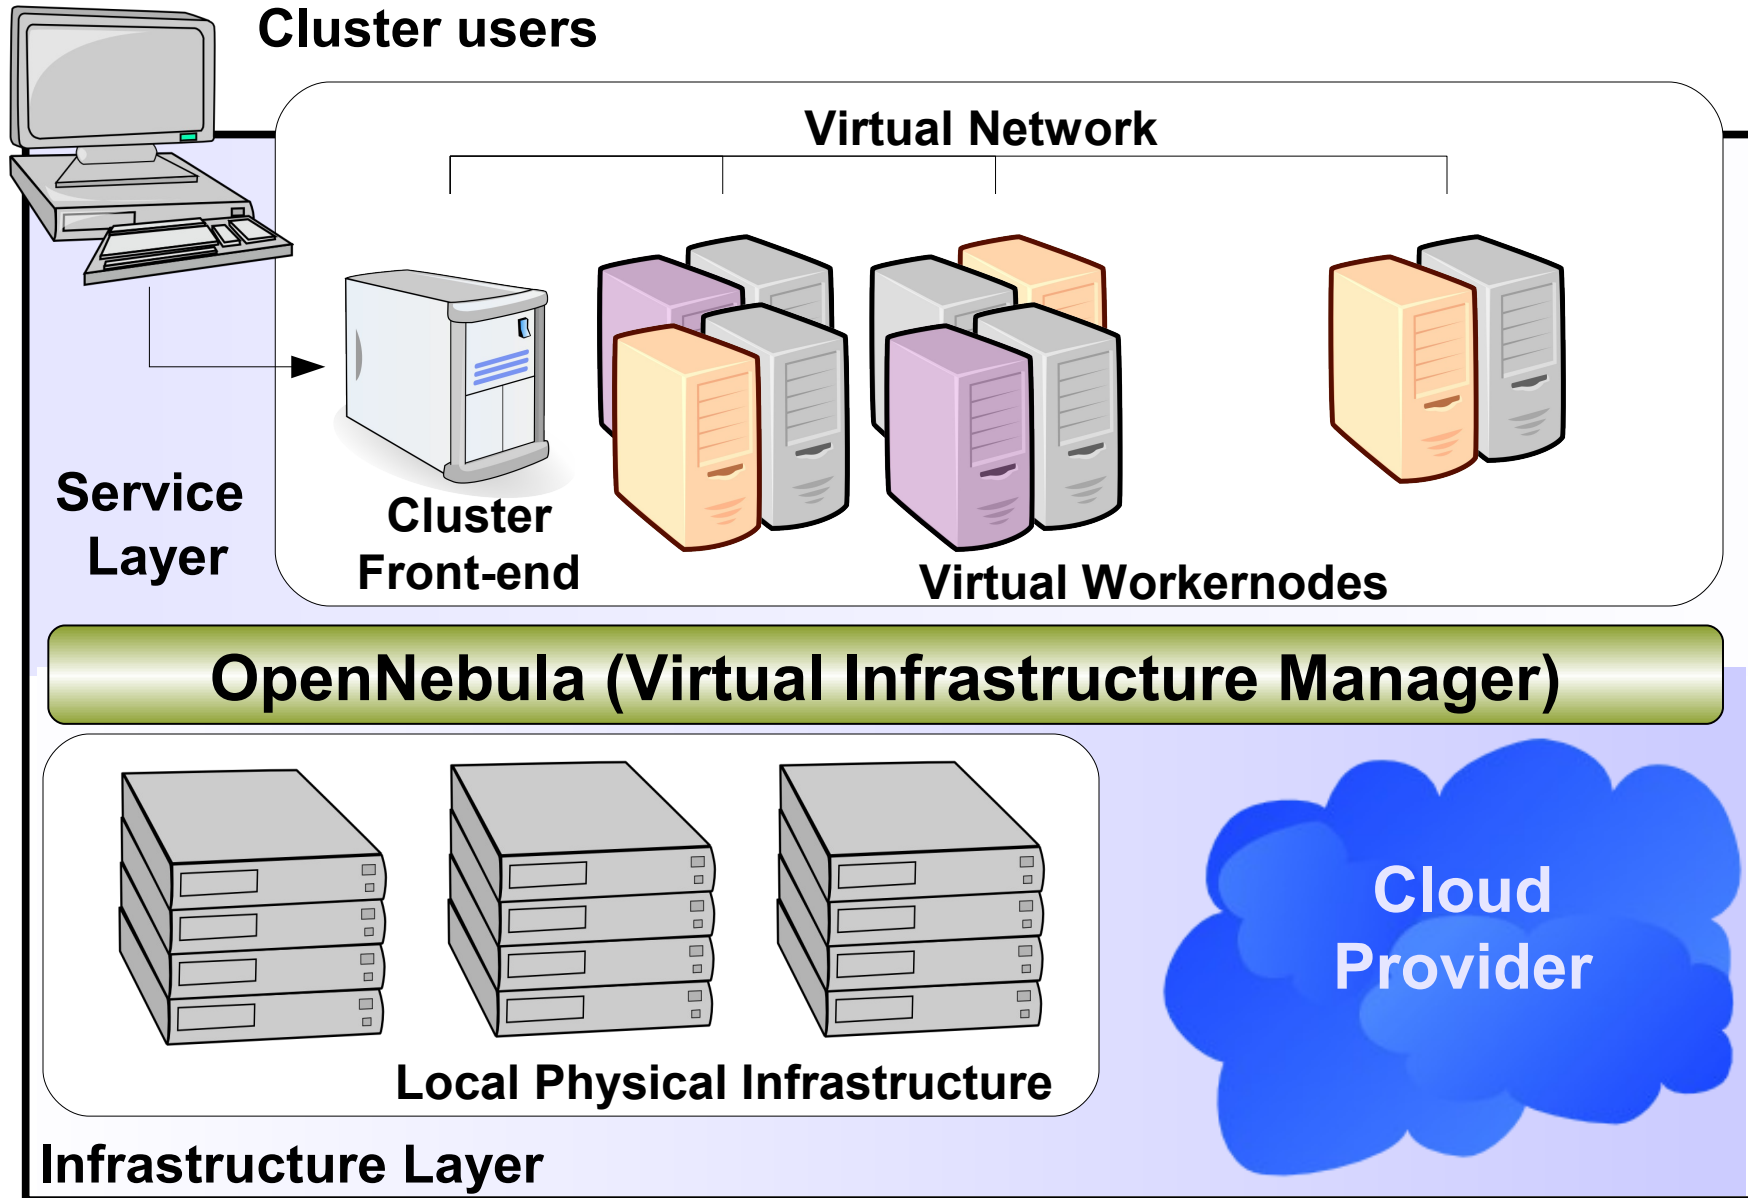 Cluster users
Virtual Network
Service
Layer
Cluster
Front-end
Virtual Workernodes
OpenNebula (Virtual Infrastructure Manager)
Cloud
Provider
Local Physical Infrastructure
Infrastructure Layer